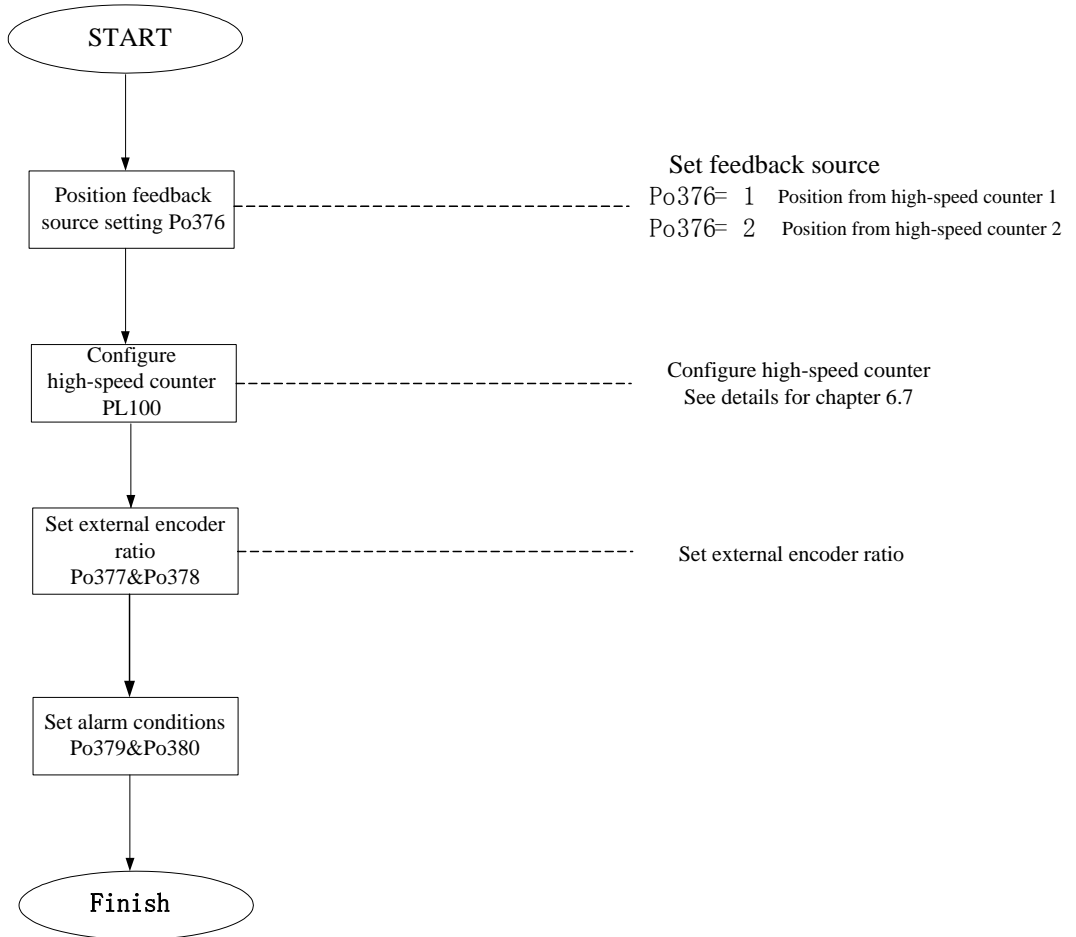 START
Position feedback
source setting Po376
Set feedback source
Po376= 1 Position from high-speed counter 1
Po376= 2 Position from high-speed counter 2
Configure
high-speed counter
PL100
Configure high-speed counter
See details for chapter 6.7
Set external encoder
ratio
Po377&Po378
Set external encoder ratio
Set alarm conditions
Po379&Po380
Finish